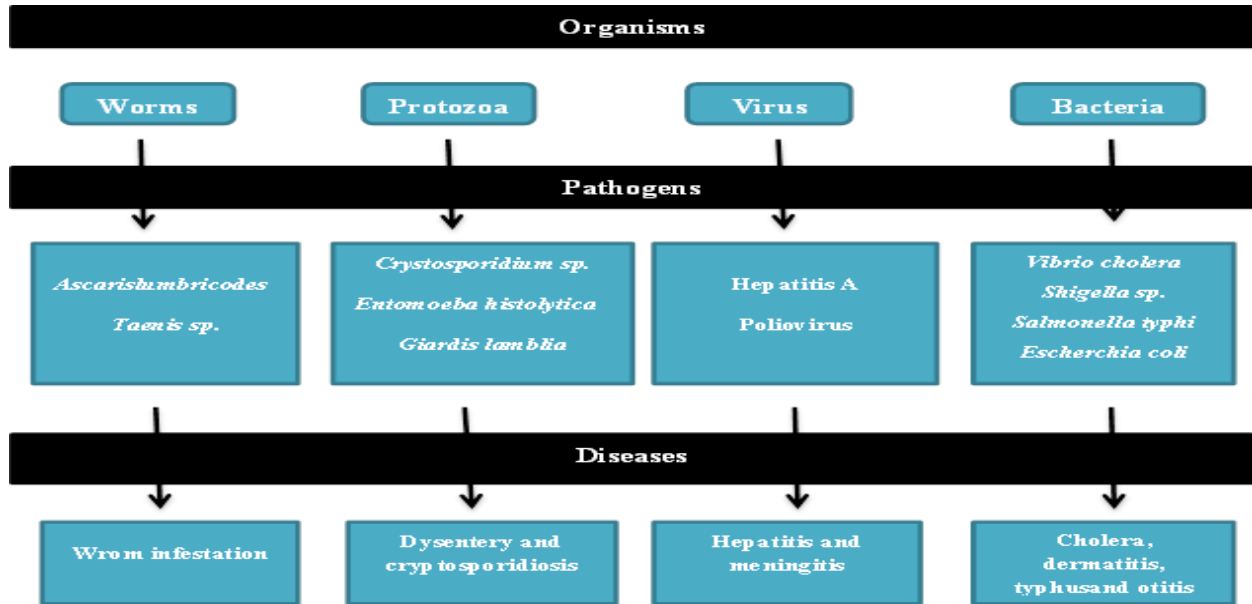 Organisms
Worms
Protozoa
Virus
Bacteria
Pathogens
Ascarislumbricodes
Taenis sp.
Crystosporidium sp.
Entomoeba histolytica
Giardis lamblia
Hepatitis A
Poliovirus
Vibrio cholera
Shigella sp.
Salmonella typhi
Escherchia coli
Diseases
Wrom infestation
Dysentery and
cryptosporidiosis
Hepatitis and
meningitis
Cholera,
dermatitis,
typhusand otitis